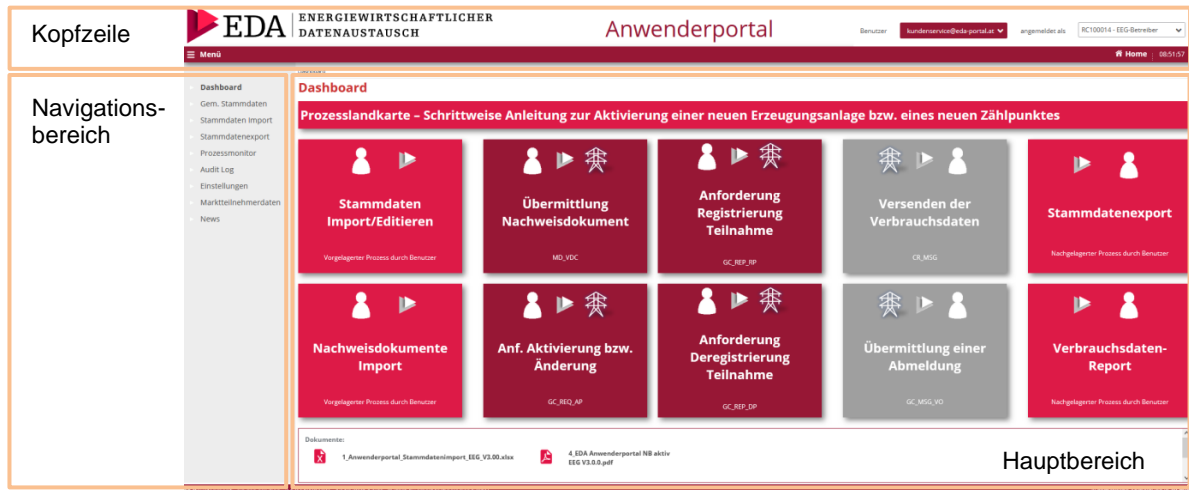 Kopfzeile
EDA
ENERGIEWIRTSCHAFTLICHER
DATENAUSTAUSCH
Anwenderportal
Benutzer
kundenservice@eda-portal.at
angemeldet als
RC100014 - EEG-Betreiber
Menü
Home
08:51:57
Navigations-
bereich
Dashboard
Gem. Stammdaten
Stammdaten Import
Stammdatenexport
Prozessmonitor
Audit Log
Einstellungen
Marktteilnehmerdaten
News
Dashboard
Dashboard
Prozesslandkarte – Schrittweise Anleitung zur Aktivierung einer neuen Erzeugungsanlage bzw. eines neuen Zählpunktes
Stammdaten
Import/Editieren
Vorgelagerter Prozess durch Benutzer
Übermittlung
Nachweisdokument
MD_VDC
Anforderung
Registrierung
Teilnahme
GC_REP_RP
Versenden der
Verbrauchsdaten
CR_MSG
Stammdatenexport
Nachgelagerter Prozess durch Benutzer
Nachweisdokumente
Import
Vorgelagerter Prozess durch Benutzer
Anf. Aktivierung bzw.
Änderung
GC_REQ_AP
Anforderung
Deregistrierung
Teilnahme
GC_REP_DP
Übermittlung einer
Abmeldung
GC_MSG_VO
Verbrauchsdaten-
Report
Nachgelagerter Prozess durch Benutzer
Dokumente:
1_Anwenderportal_Stammdatenimport_EEG_V3.00.xlsx
4_EDA Anwenderportal NB aktiv
EEG V3.0.0.pdf
Hauptbereich